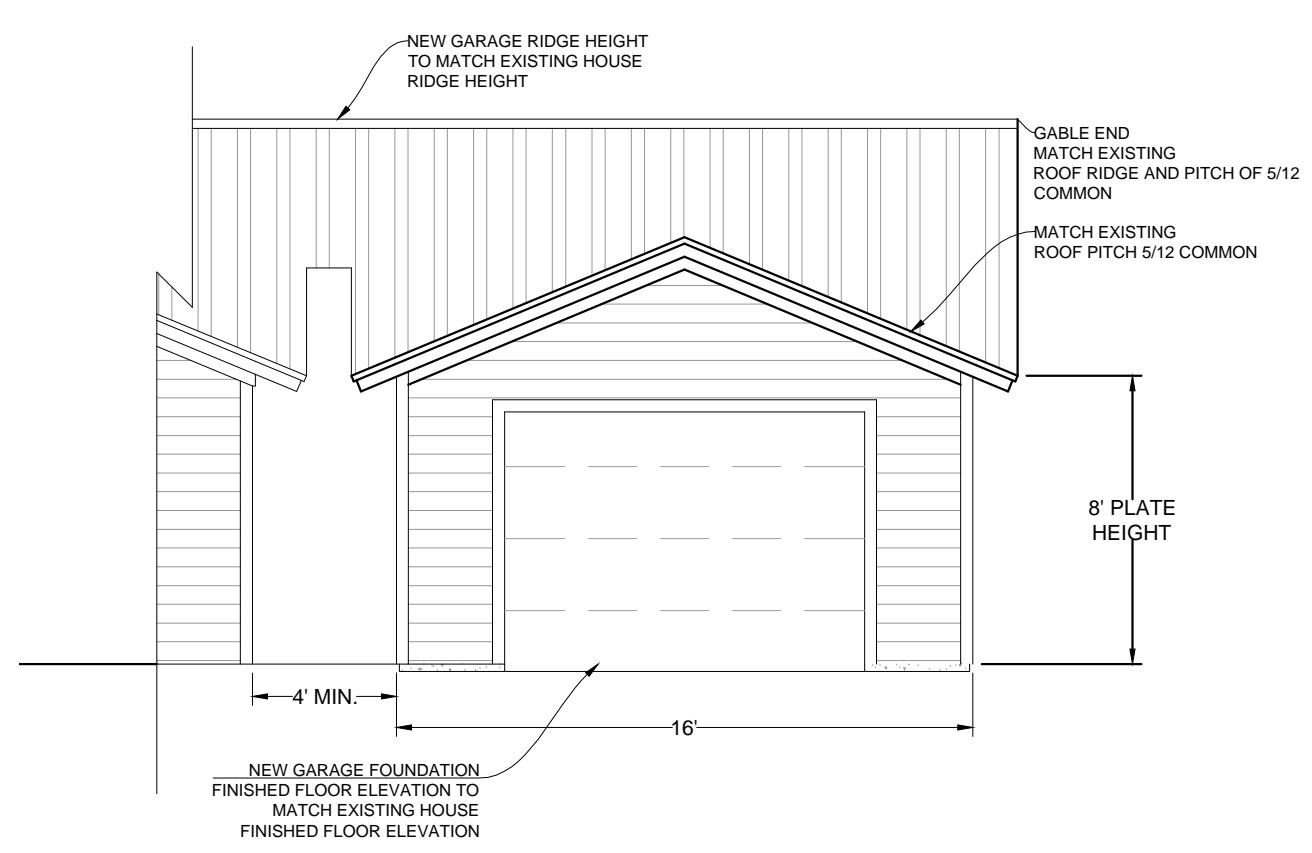 NEW GARAGE RIDGE HEIGHT
TO MATCH EXISTING HOUSE
RIDGE HEIGHT
GABLE END
MATCH EXISTING
ROOF RIDGE AND PITCH OF 5/12
COMMON
MATCH EXISTING
ROOF PITCH 5/12 COMMON
8' PLATE
HEIGHT
4' MIN.
16'
NEW GARAGE FOUNDATION
FINISHED FLOOR ELEVATION TO
MATCH EXISTING HOUSE
FINISHED FLOOR ELEVATION